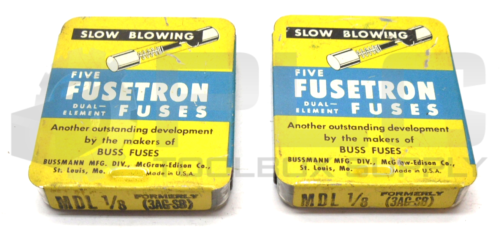 SLOW BLOWING
FIVE
FUSETRON
DUAL-
ELEMENT FUSES
Another outstanding development
by the makers of
BUSS FUSES
BUSSMANN MFG. DIV., McGraw-Edison Co.,
St. Louis, Mo. Made in U.S.A.
MDL 1/8 FORMERLY
(3AG-SB)
SLOW BLOWING
FIVE
FUSETRON
DUAL-
ELEMENT FUSES
Another outstanding development
by the makers of
BUSS FUSES
BUSSMANN MFG. DIV., McGraw-Edison Co.,
St. Louis, Mo. Made in U.S.A.
MDL 1/8 FORMERLY
(3AG-SB)